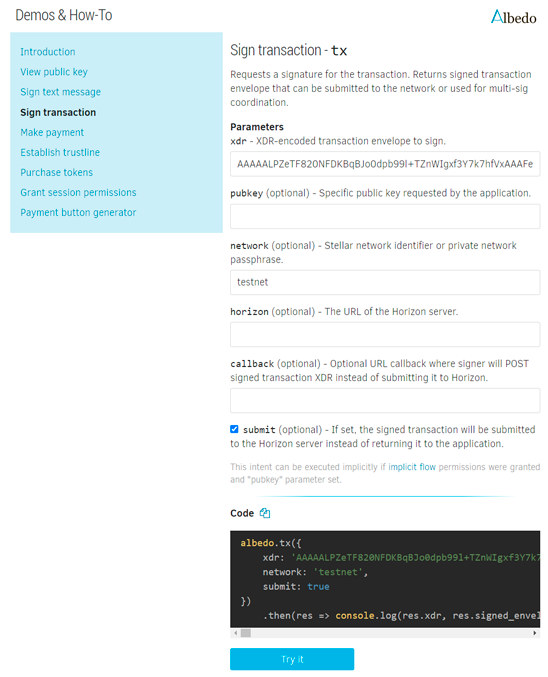 Demos & How-To
Albedo
Introduction
View public key
Sign text message
Sign transaction
Make payment
Establish trustline
Purchase tokens
Grant session permissions
Payment button generator
Sign transaction - tx
Requests a signature for the transaction. Returns signed transaction
envelope that can be submitted to the network or used for multi-sig
coordination.
Parameters
xdr - XDR-encoded transaction envelope to sign.
AAAAALPZeTF82ONFDKBqBJo0dpb99l+TZnWIgxf3Y7k7hfVxAAAFe
pubkey (optional) - Specific public key requested by the application.
network (optional) - Stellar network identifier or private network
passphrase.
testnet
horizon (optional) - The URL of the Horizon server.
callback (optional) - Optional URL callback where signer will POST
signed transaction XDR instead of submitting it to Horizon.
submit (optional) - If set, the signed transaction will be submitted
to the Horizon server instead of returning it to the application.
This intent can be executed implicitly if implicit flow permissions were granted
and "pubkey" parameter set.
Code
albedo.tx({
xdr: 'AAAAALPZeTF82ONFDKBqBJo0dpb99l+TZnWIgxf3Y7k7
network: 'testnet',
submit: true
})
.then(res => console.log(res.xdr, res.signed_envel
Try it